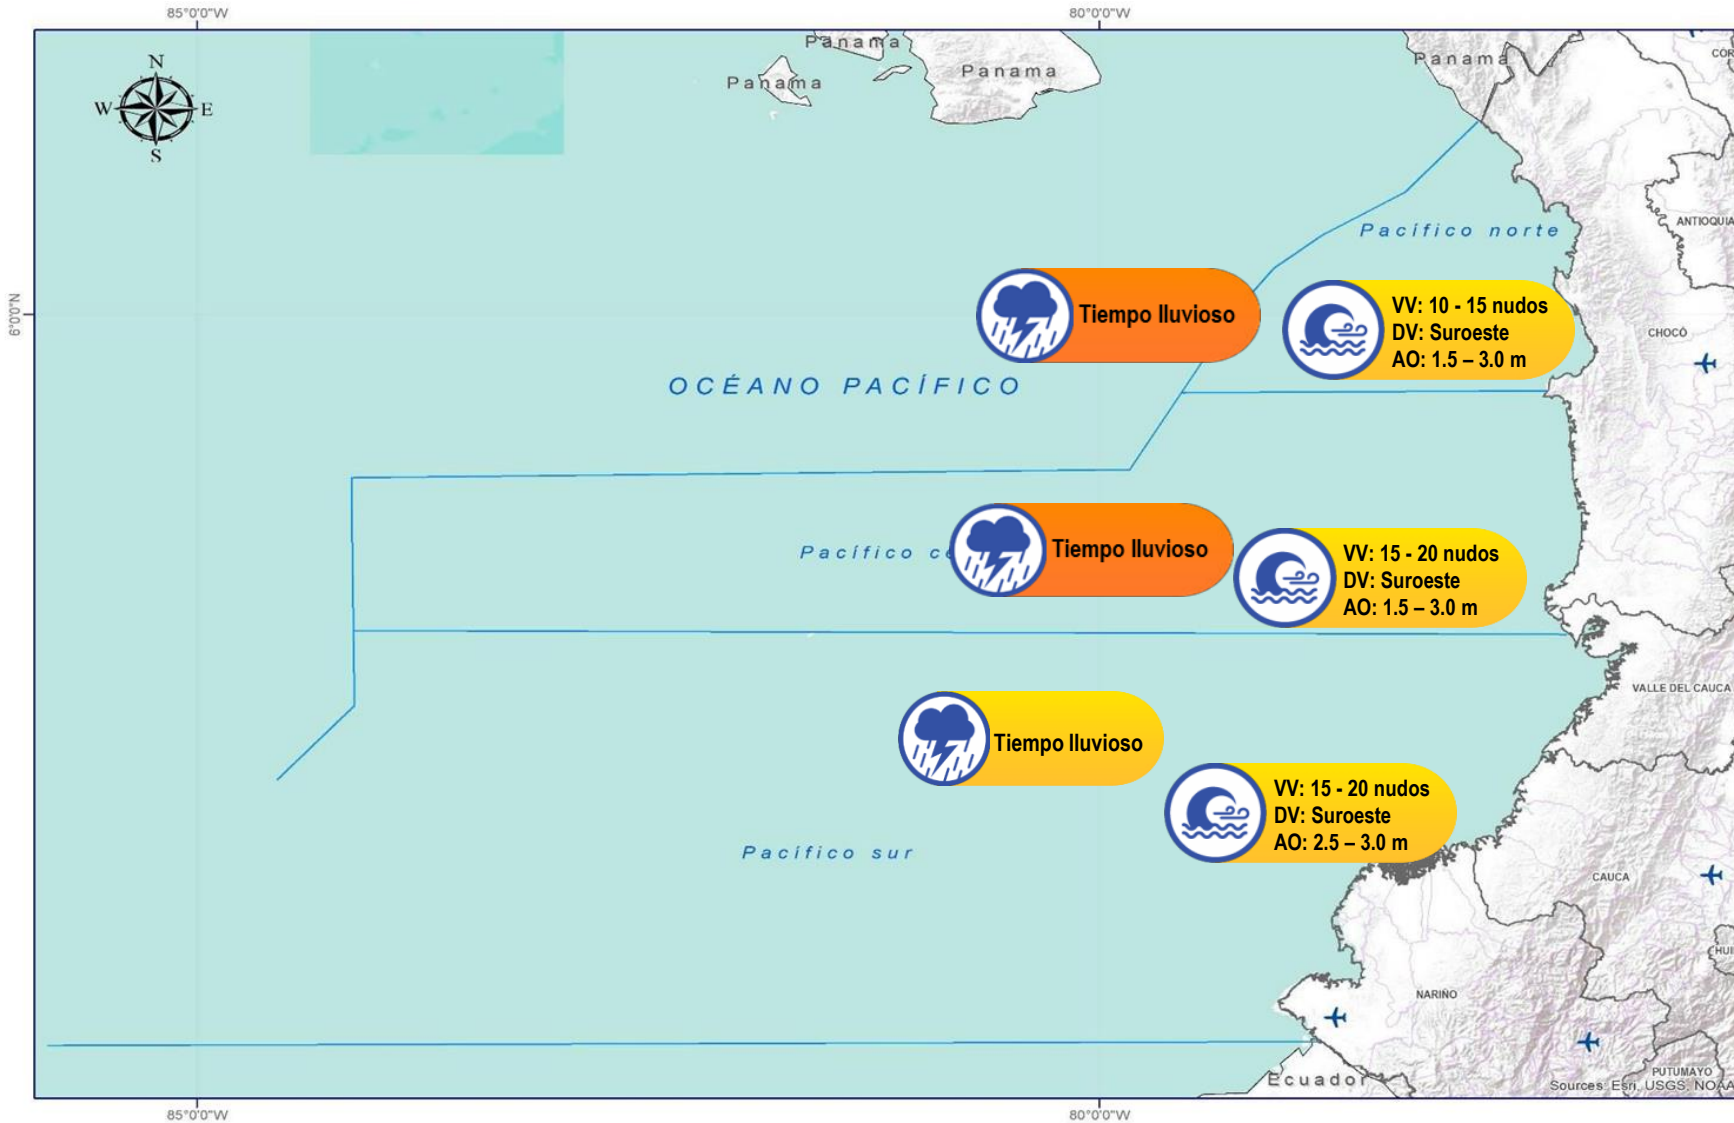 85°0'0"W
80°0'0"W
N
W
E
S
6°0'0"N
Panama
Panama
Panama
Panama
COR
ANTIOQUIA
Pacífico norte
Tiempo lluvioso
VV: 10 - 15 nudos
DV: Suroeste
AO: 1.5 – 3.0 m
CHOCÓ
OCÉANO PACÍFICO
Pacífico ce
Tiempo lluvioso
VV: 15 - 20 nudos
DV: Suroeste
AO: 1.5 – 3.0 m
VALLE DEL CAUCA
Tiempo lluvioso
VV: 15 - 20 nudos
DV: Suroeste
AO: 2.5 – 3.0 m
Pacífico sur
CAUCA
HUI
NARIÑO
PUTUMAYO
Ecuador
Sources: Esri, USGS, NOAA
85°0'0"W
80°0'0"W